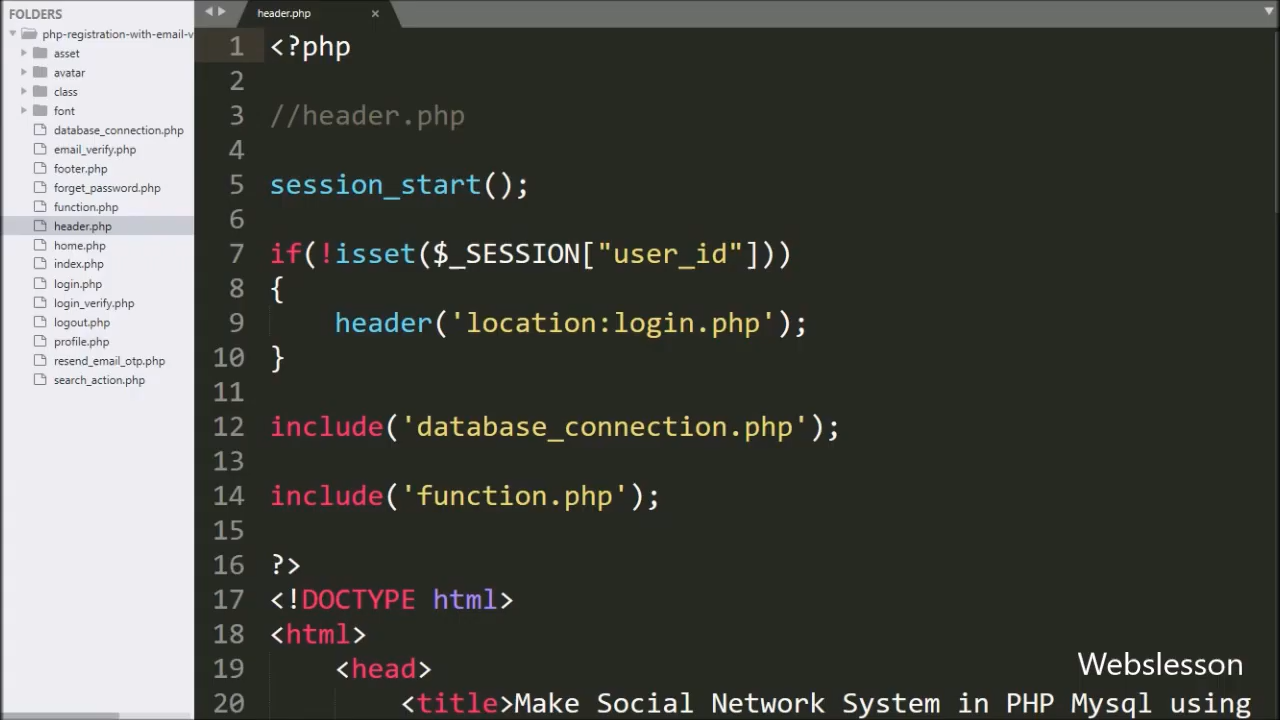 FOLDERS
php-registration-with-email-v
asset
avatar
class
font
database_connection.php
email_verify.php
footer.php
forget_password.php
function.php
header.php
home.php
index.php
login.php
login_verify.php
logout.php
profile.php
resend_email_otp.php
search_action.php
header.php
1 <?php
2
3 //header.php
4
5 session_start();
6
7 if(!isset($_SESSION["user_id"]))
8 {
9 header('location:login.php');
10 }
11
12 include('database_connection.php');
13
14 include('function.php');
15
16 ?>
17 <!DOCTYPE html>
18 <html>
19 <head>
20 <title>Make Social Network System in PHP Mysql using
Webslesson